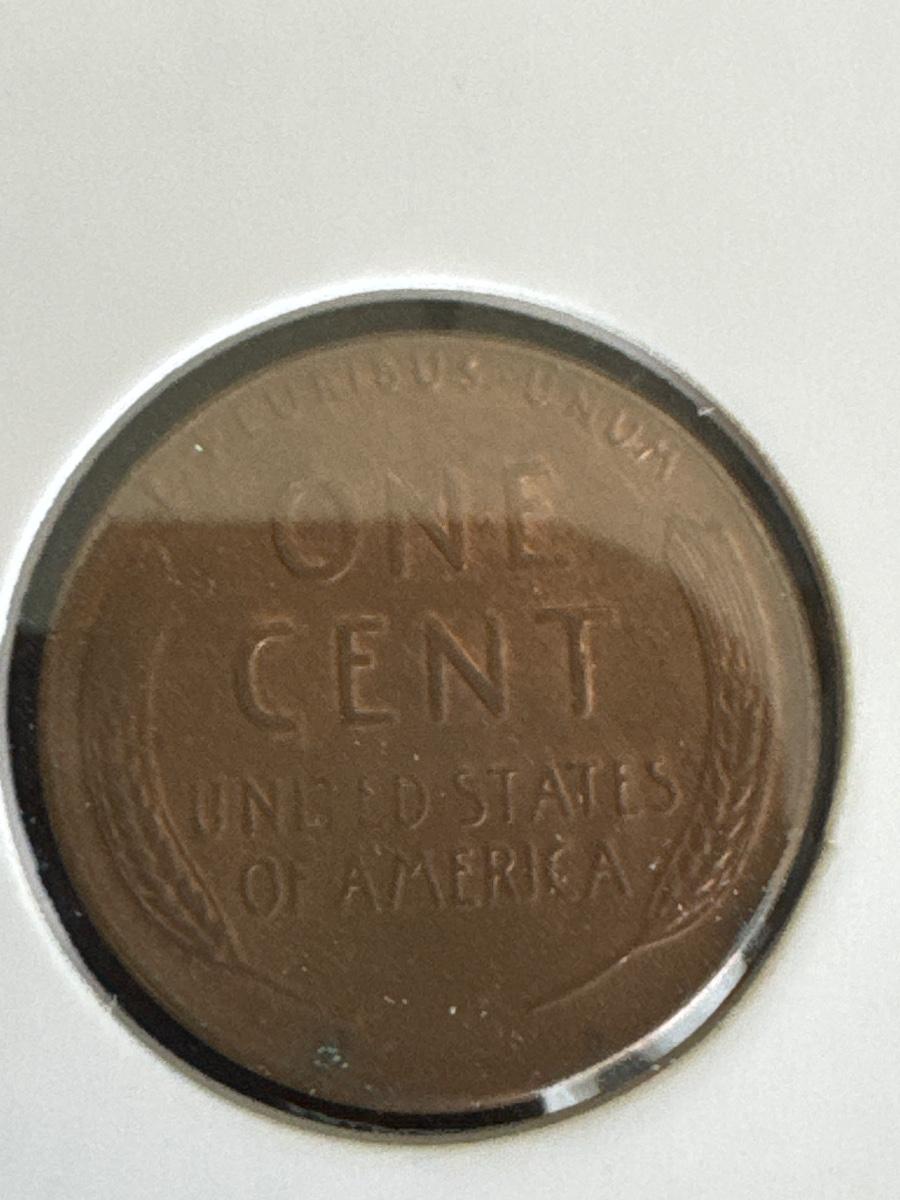 E PLURIBUS · UNUM
ONE
CENT
UNITED·STATES
OF AMERICA